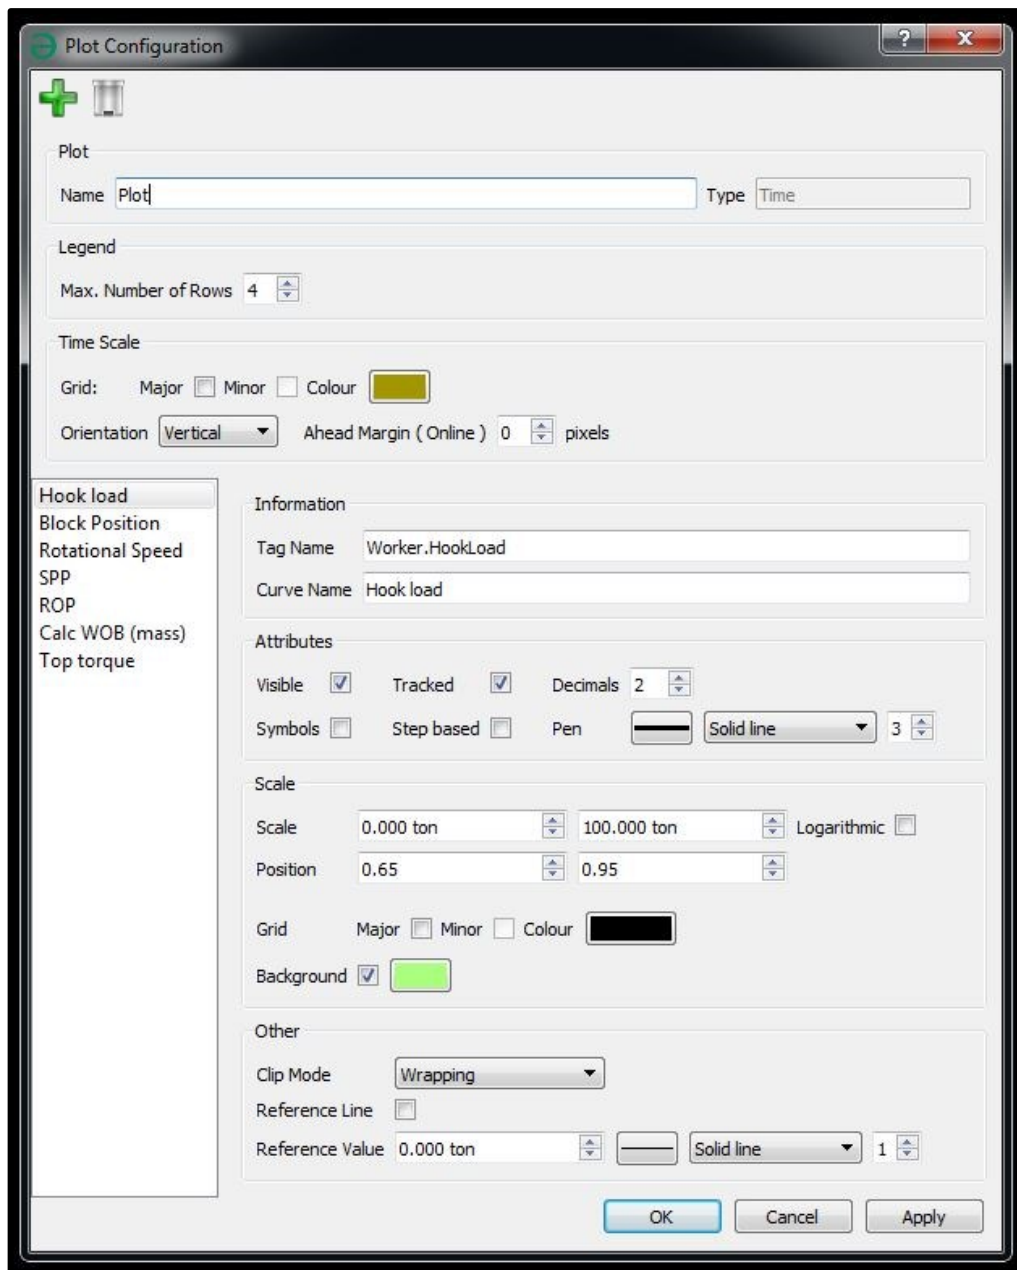 Plot Configuration
?
Plot
Name Plot Type Time
Legend
Max. Number of Rows 4
Time Scale
Grid: Major Minor Colour
Orientation Vertical Ahead Margin ( Online ) 0 pixels
Hook load
Block Position
Rotational Speed
SPP
ROP
Calc WOB (mass)
Top torque
Information
Tag Name Worker.HookLoad
Curve Name Hook load
Attributes
Visible Tracked Decimals 2
Symbols Step based Pen Solid line 3
Scale
Scale 0.000 ton 100.000 ton Logarithmic
Position 0.65 0.95
Grid Major Minor Colour
Background
Other
Clip Mode Wrapping
Reference Line
Reference Value 0.000 ton Solid line 1
OK Cancel Apply